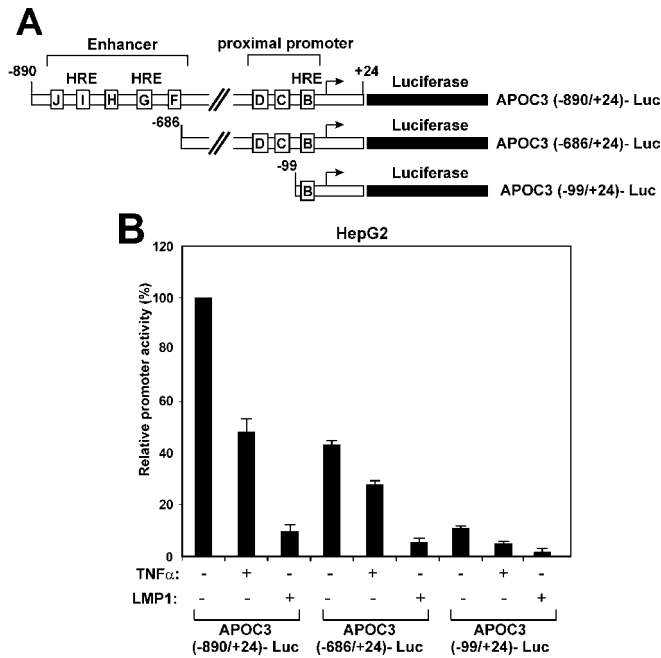 A
Enhancer
proximal promoter
-890
HRE
HRE
HRE
+24
Luciferase
J I H G F D C B
APOC3 (-890/+24)- Luc
-686
Luciferase
D C B
APOC3 (-686/+24)- Luc
-99
Luciferase
B
APOC3 (-99/+24)- Luc
B
HepG2
Relative promoter activity (%)
120
100
80
60
40
20
0
TNFα: - + - - + - - + -
LMP1: - - + - - + - - +
APOC3
(-890/+24)- Luc
APOC3
(-686/+24)- Luc
APOC3
(-99/+24)- Luc